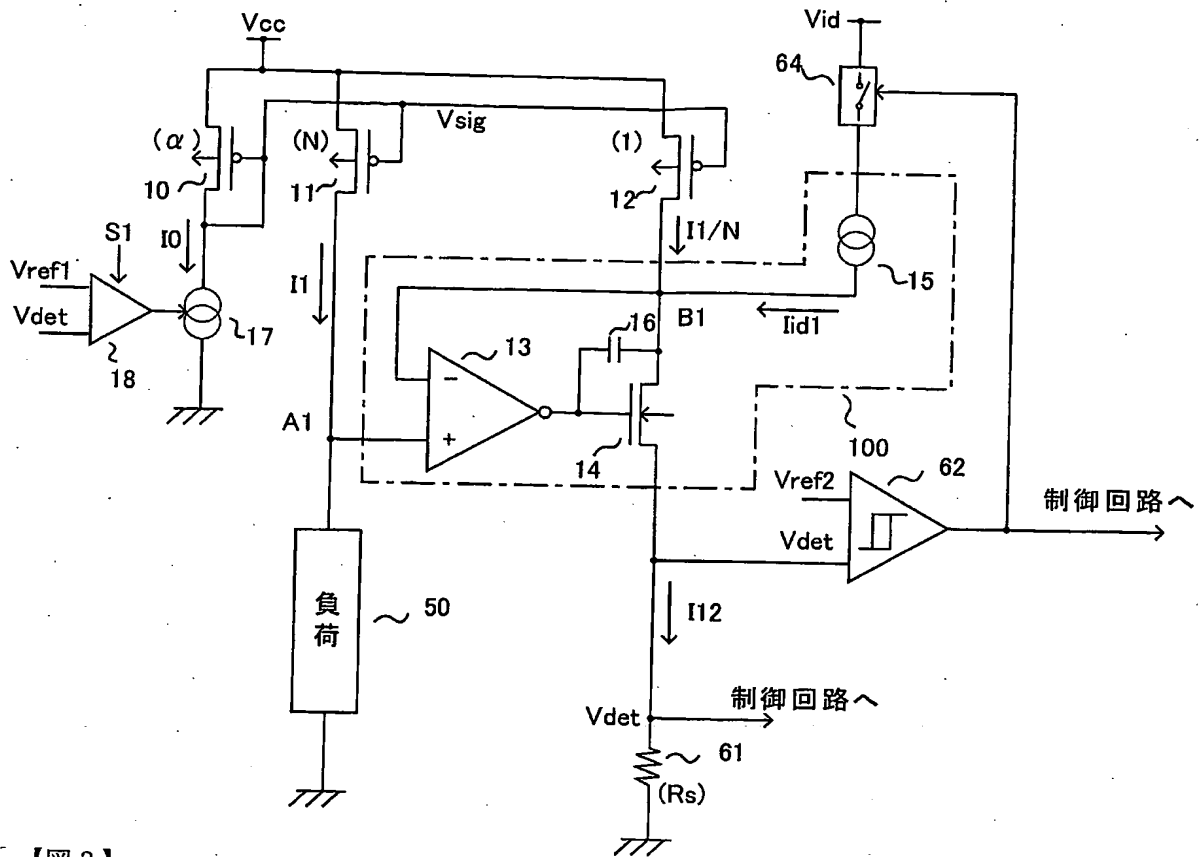 Vcc
Vid
64
(α)
(N)
Vsig
(1)
10
11
12
S1
I0
I1
I1/N
15
Vref1
Vdet
17
18
B1
Iid1
16
13
−
+
A1
14
100
62
Vref2
Vdet
制御回路へ
負荷
50
I12
制御回路へ
Vdet
61
(Rs)